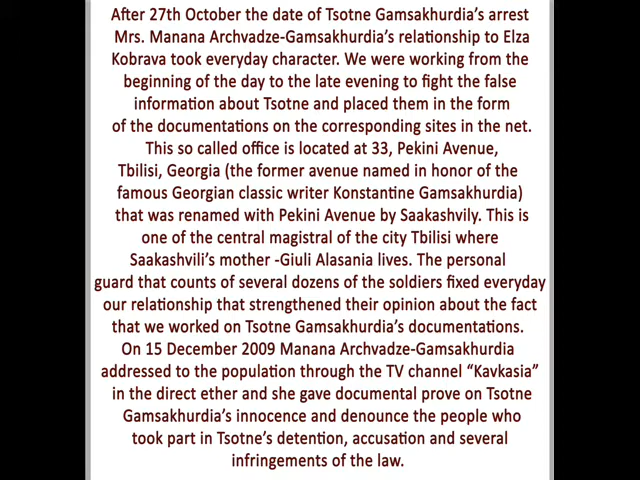 After 27th October the date of Tsotne Gamsakhurdia's arrest
Mrs. Manana Archvadze-Gamsakhurdia's relationship to Elza
Kobrava took everyday character. We were working from the
beginning of the day to the late evening to fight the false
information about Tsotne and placed them in the form
of the documentations on the corresponding sites in the net.
This so called office is located at 33, Pekini Avenue,
Tbilisi, Georgia (the former avenue named in honor of the
famous Georgian classic writer Konstantine Gamsakhurdia)
that was renamed with Pekini Avenue by Saakashvily. This is
one of the central magistral of the city Tbilisi where
Saakashvili's mother -Giuli Alasania lives. The personal
guard that counts of several dozens of the soldiers fixed everyday
our relationship that strengthened their opinion about the fact
that we worked on Tsotne Gamsakhurdia's documentations.
On 15 December 2009 Manana Archvadze-Gamsakhurdia
addressed to the population through the TV channel “Kavkasia”
in the direct ether and she gave documental prove on Tsotne
Gamsakhurdia's innocence and denounce the people who
took part in Tsotne's detention, accusation and several
infringements of the law.